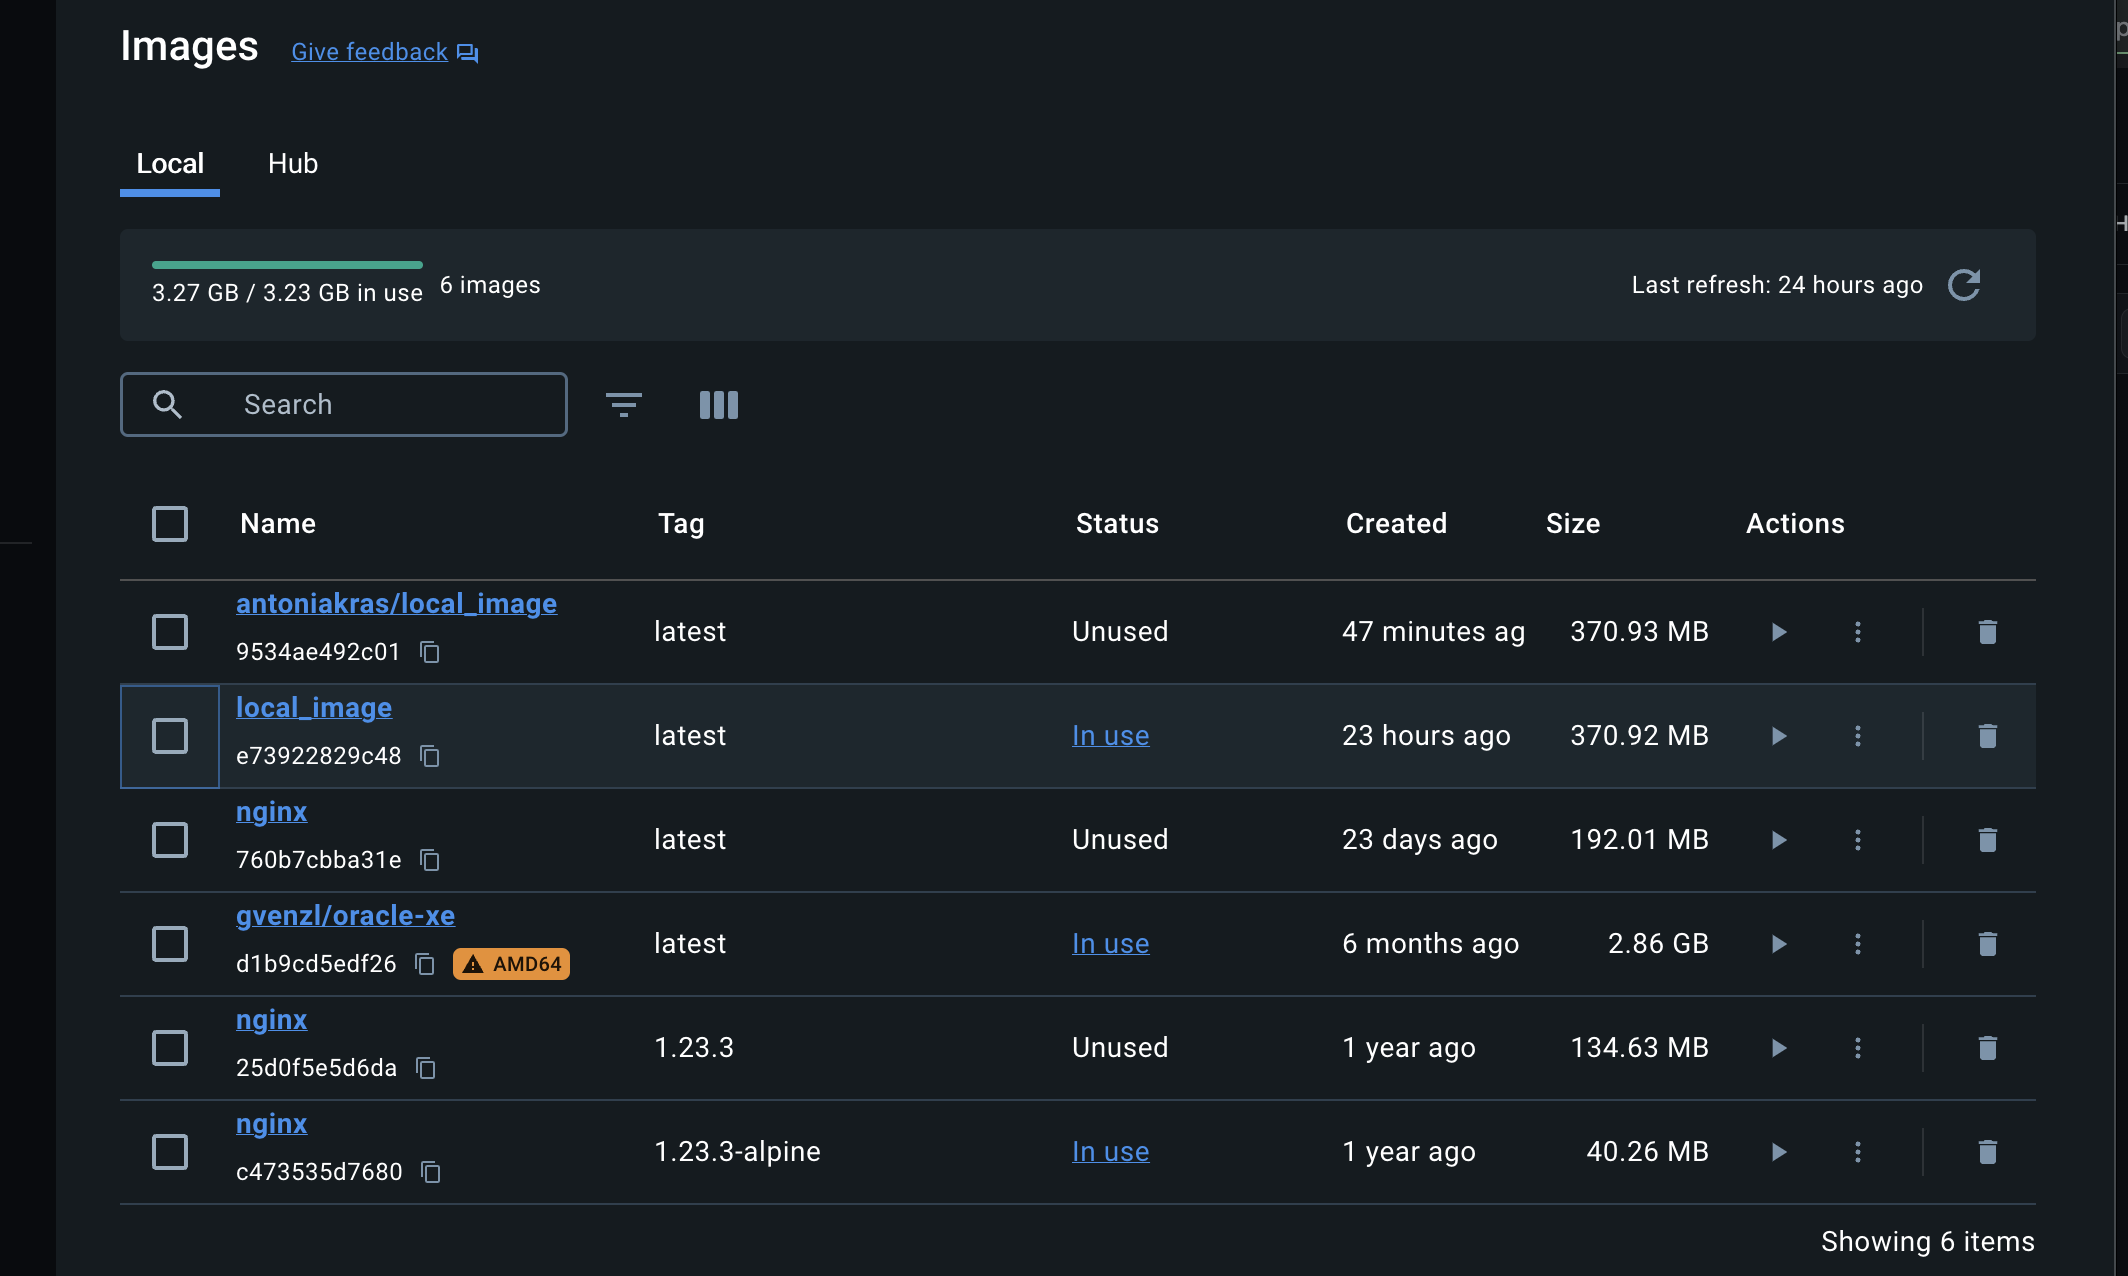 Images Give feedback
Local Hub
3.27 GB / 3.23 GB in use 6 images Last refresh: 24 hours ago
Search
Name Tag Status Created Size Actions
antoniakras/local_image
9534ae492c01 latest Unused 47 minutes ag 370.93 MB
local_image
e73922829c48 latest In use 23 hours ago 370.92 MB
nginx
760b7cbba31e latest Unused 23 days ago 192.01 MB
gvenzl/oracle-xe
d1b9cd5edf26 AMD64 latest In use 6 months ago 2.86 GB
nginx
25d0f5e5d6da 1.23.3 Unused 1 year ago 134.63 MB
nginx
c473535d7680 1.23.3-alpine In use 1 year ago 40.26 MB
Showing 6 items